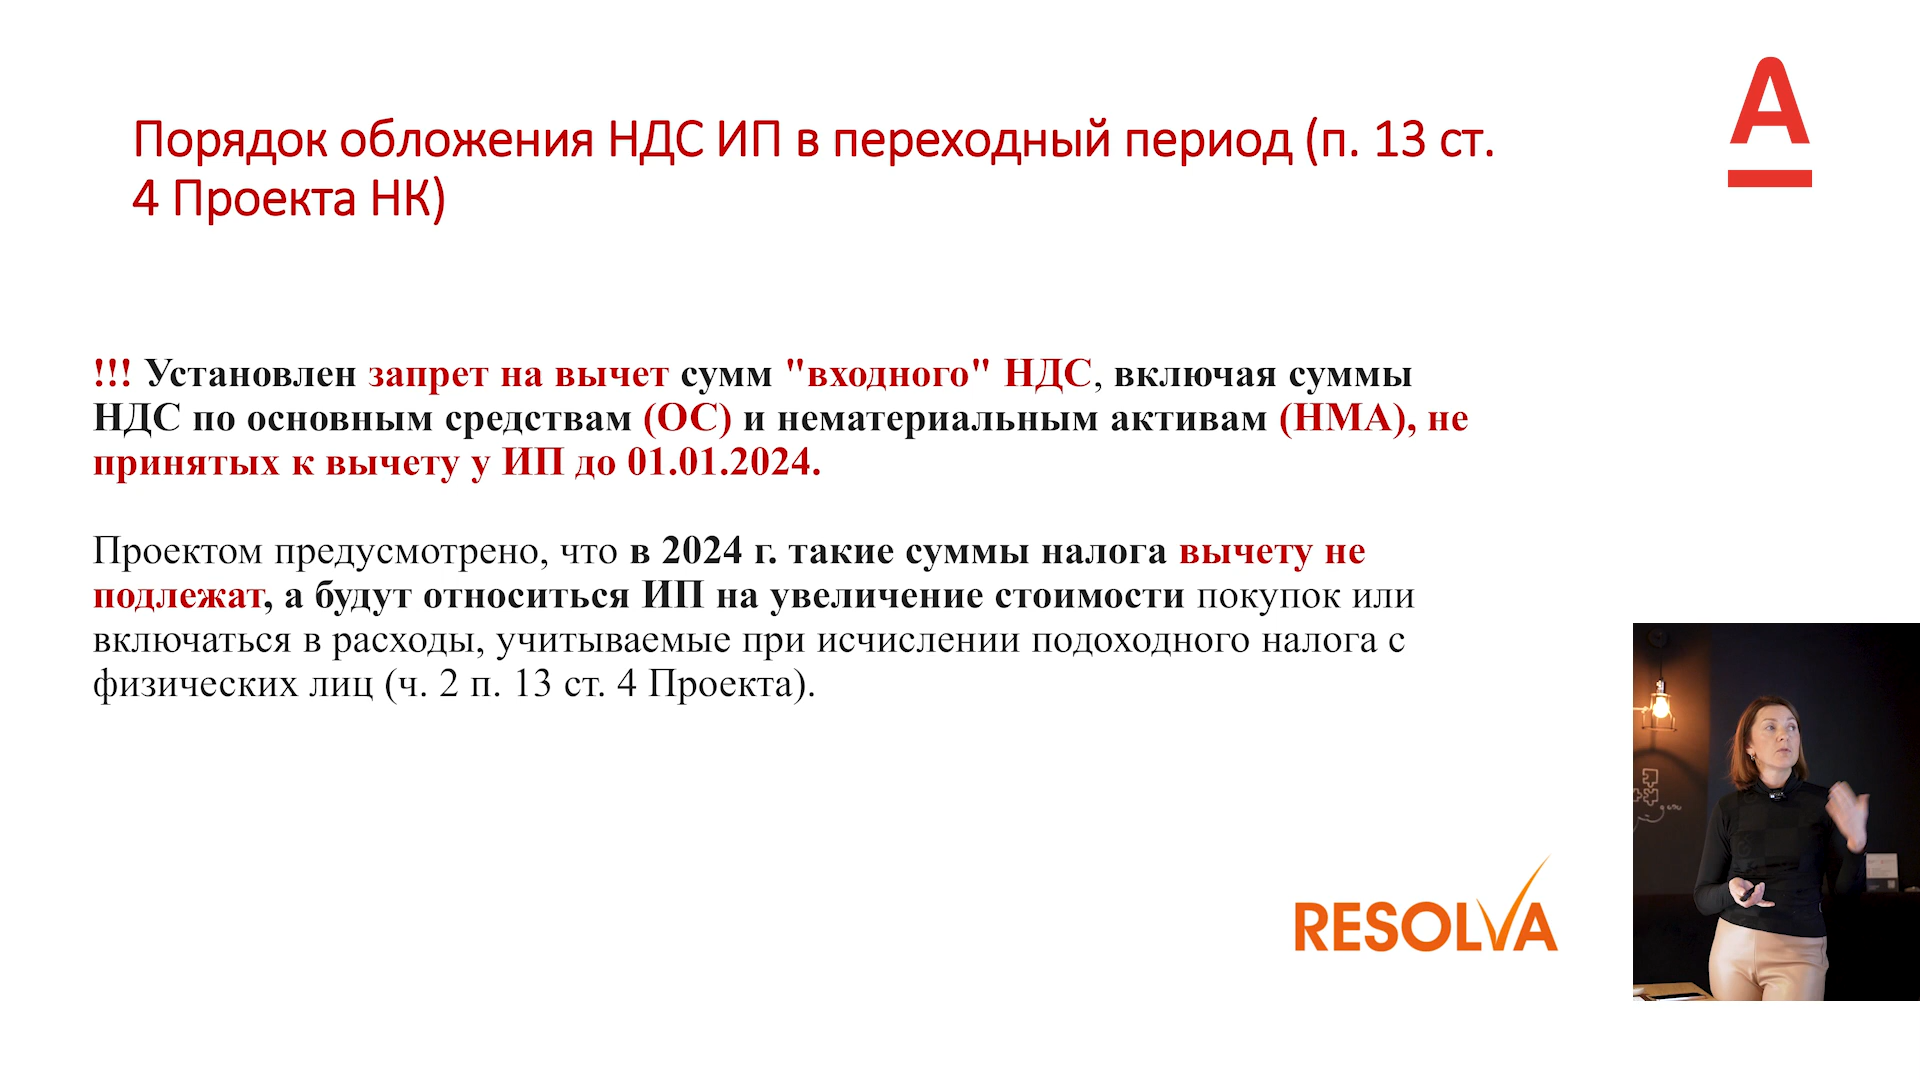 Порядок обложения НДС ИП в переходный период (п. 13 ст.
4 Проекта НК)
А
!!! Установлен запрет на вычет сумм "входного" НДС, включая суммы
НДС по основным средствам (ОС) и нематериальным активам (НМА), не
принятых к вычету у ИП до 01.01.2024.
Проектом предусмотрено, что в 2024 г. такие суммы налога вычету не
подлежат, а будут относиться ИП на увеличение стоимости покупок или
включаться в расходы, учитываемые при исчислении подоходного налога с
физических лиц (ч. 2 п. 13 ст. 4 Проекта).
RESOLVA